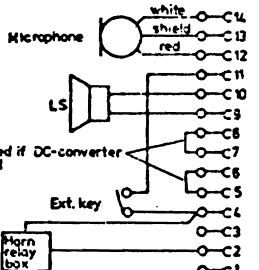 white
C14
Microphone
shield
C13
red
C12
C11
LS
C10
C9
C8
ed if DC-converter
C7
C6
C5
Ext. key
C4
C3
Horn
relay
box
C2